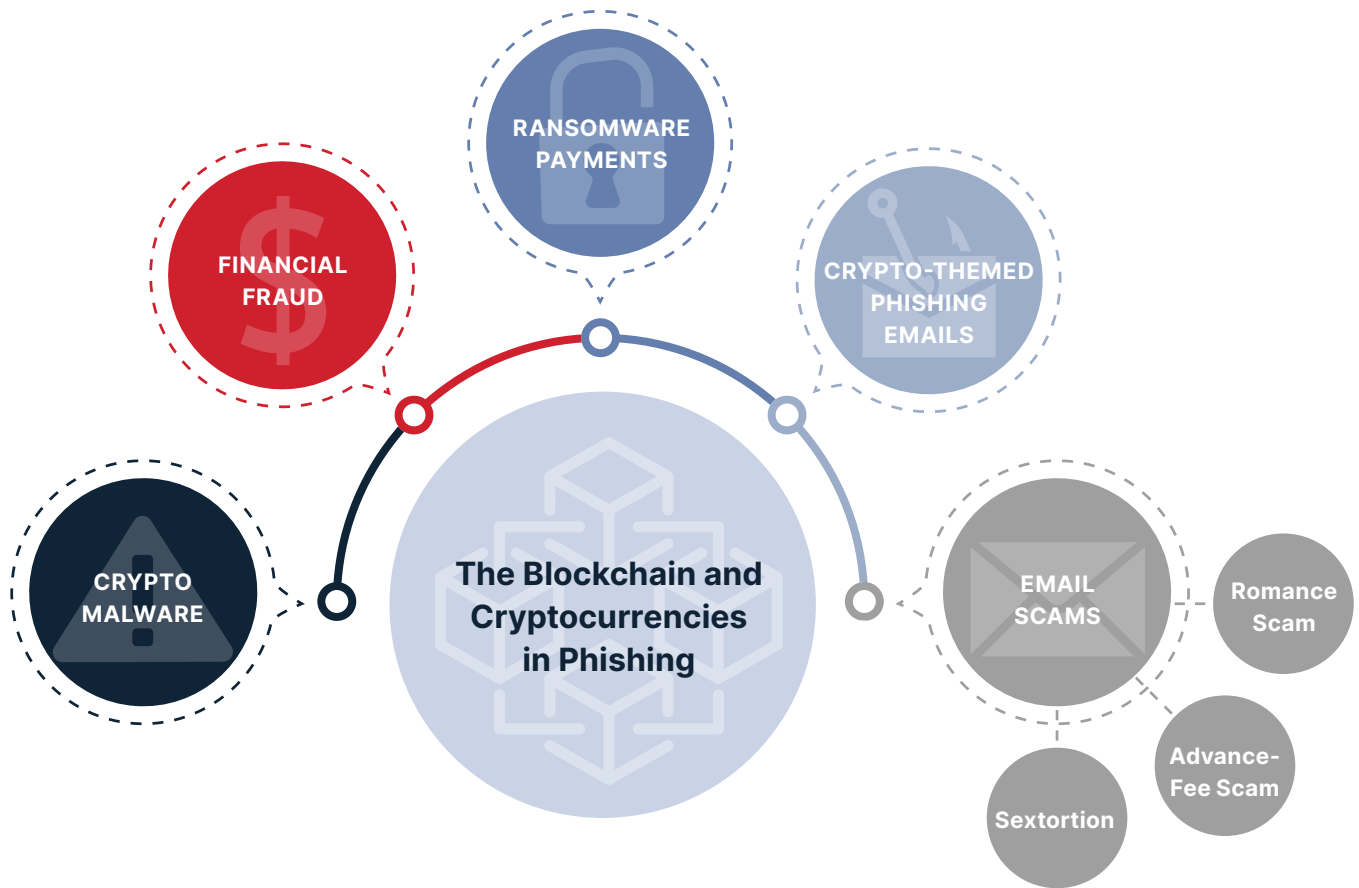 RANSOMWARE
PAYMENTS
FINANCIAL
FRAUD
CRYPTO-THEMED
PHISHING
EMAILS
CRYPTO
MALWARE
The Blockchain and
Cryptocurrencies
in Phishing
EMAIL
SCAMS
Romance
Scam
Advance-
Fee Scam
Sextortion